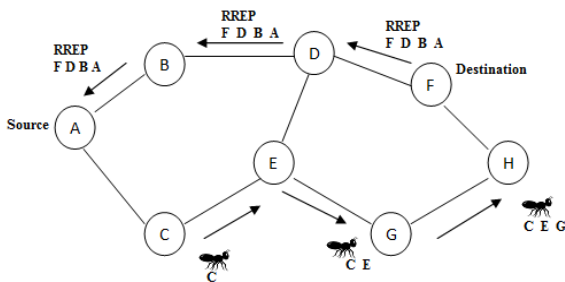 RREP
F D B A
RREP
F D B A
RREP
F D B A
B
D
F
Destination
Source
A
E
H
C
G
C
C E
C E G